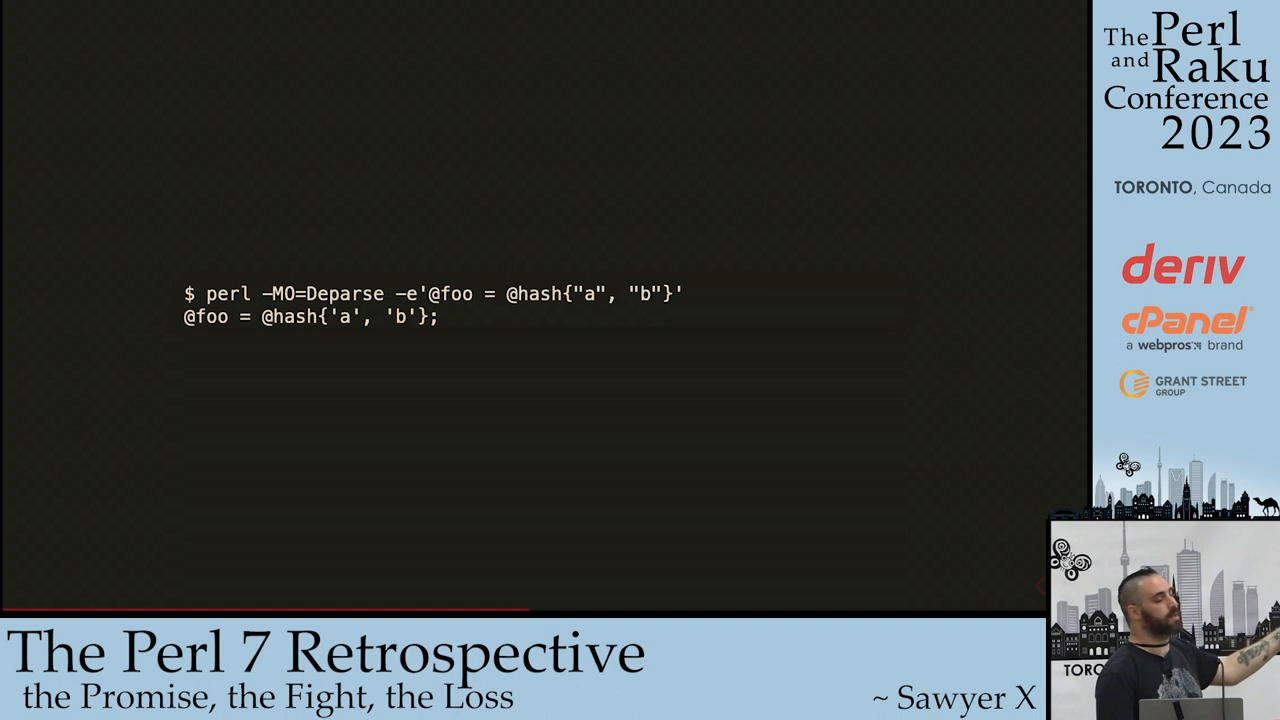 $ perl -MO=Deparse -e'@foo = @hash{"a", "b"}'
@foo = @hash{'a', 'b'};
The Perl
and Raku
Conference
2023
TORONTO, Canada
deriv
cPanel®
a webpros brand
GRANT STREET
GROUP
TORO
The Perl 7 Retrospective
the Promise, the Fight, the Loss
~ Sawyer X